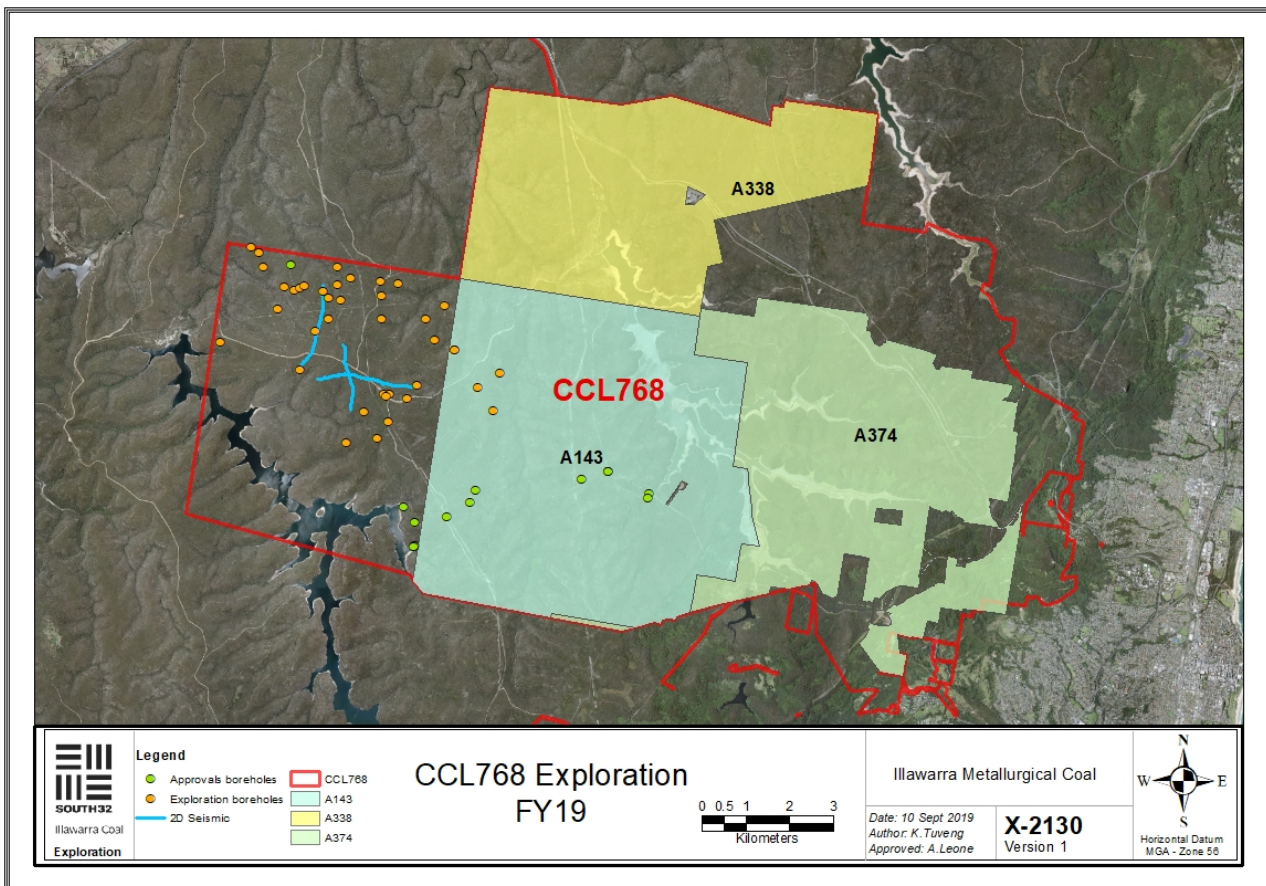 A338
CCL768
A374
A143
SOUTH32
Illawarra Coal
Exploration
Legend
Approvals boreholes
Exploration boreholes
2D Seismic
CCL768
A143
A338
A374
CCL768 Exploration
FY19
0 0.5 1 2 3
Kilometers
Illawarra Metallurgical Coal
Date: 10 Sept 2019
Author: K.Tuveng
Approved: A.Leone
X-2130
Version 1
N
W E
S
Horizontal Datum
MGA - Zone 56